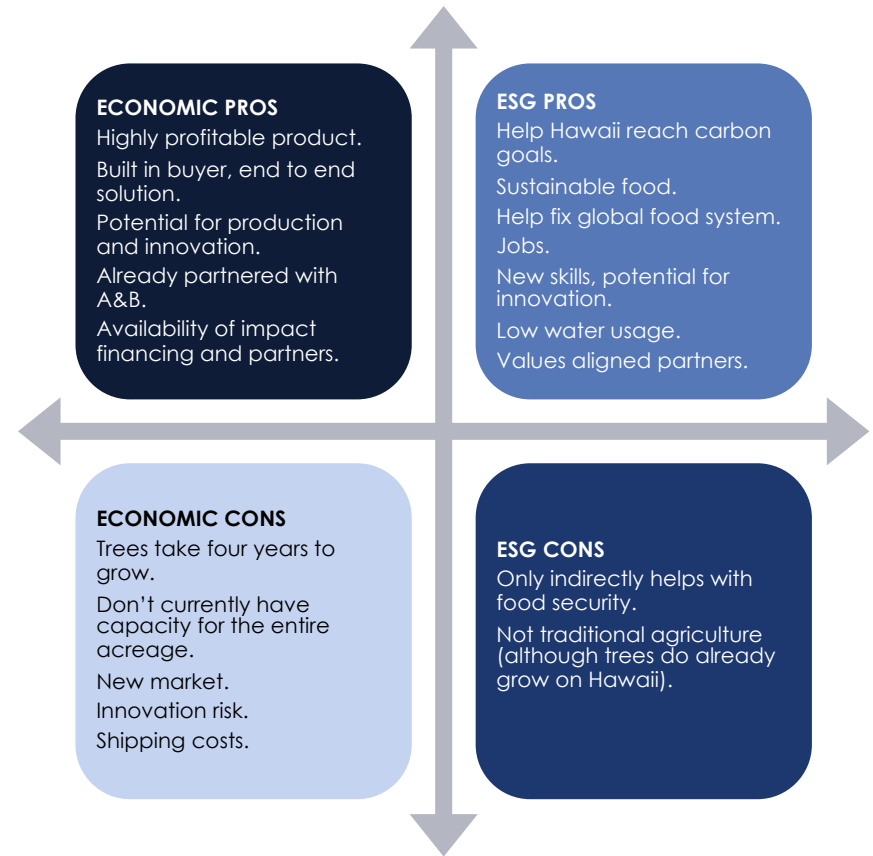 ECONOMIC PROS
Highly profitable product.
Built in buyer, end to end
solution.
Potential for production
and innovation.
Already partnered with
A&B.
Availability of impact
financing and partners.
ESG PROS
Help Hawaii reach carbon
goals.
Sustainable food.
Help fix global food system.
Jobs.
New skills, potential for
innovation.
Low water usage.
Values aligned partners.
ECONOMIC CONS
Trees take four years to
grow.
Don’t currently have
capacity for the entire
acreage.
New market.
Innovation risk.
Shipping costs.
ESG CONS
Only indirectly helps with
food security.
Not traditional agriculture
(although trees do already
grow on Hawaii).